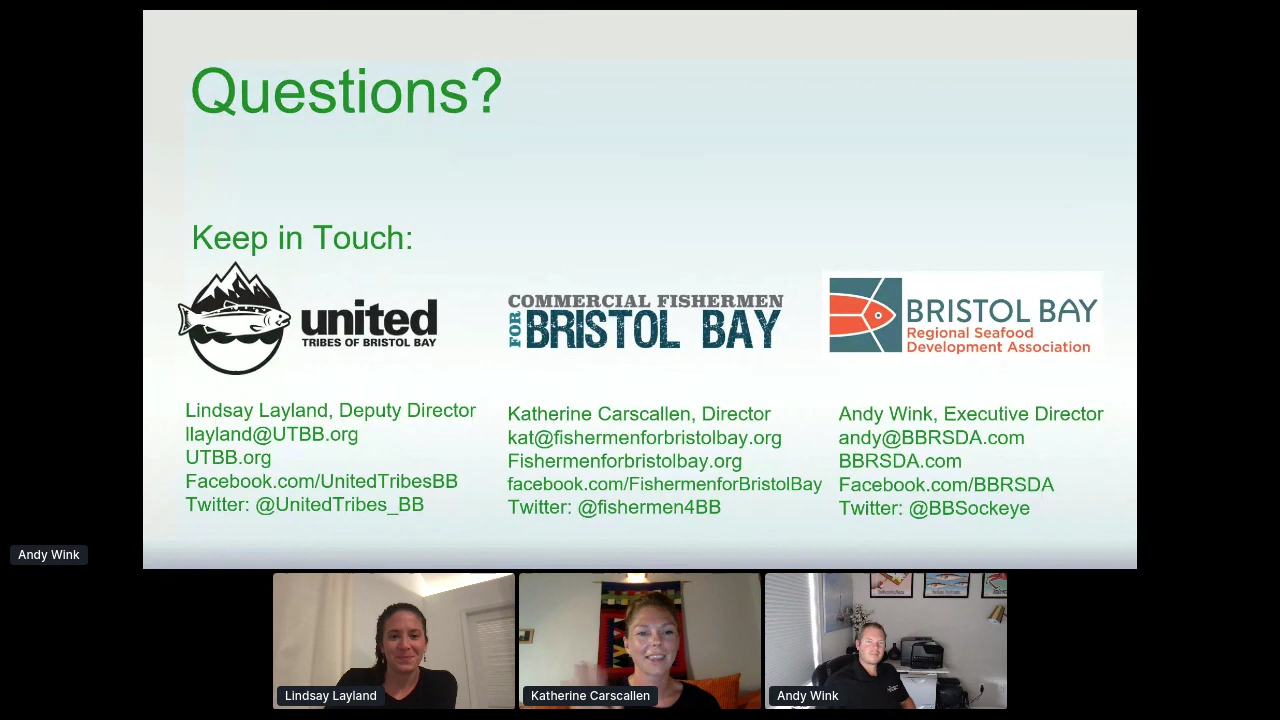 Questions?
Keep in Touch:
united
TRIBES OF BRISTOL BAY
COMMERCIAL FISHERMEN
FOR BRISTOL BAY
BRISTOL BAY
Regional Seafood
Development Association
Lindsay Layland, Deputy Director
llayland@UTBB.org
UTBB.org
Facebook.com/UnitedTribesBB
Twitter: @UnitedTribes_BB
Katherine Carscallen, Director
kat@fishermenforbristolbay.org
Fishermenforbristolbay.org
facebook.com/FishermenforBristolBay
Twitter: @fishermen4BB
Andy Wink, Executive Director
andy@BBRSDA.com
BBRSDA.com
Facebook.com/BBRSDA
Twitter: @BBSockeye
Andy Wink
Lindsay Layland
Katherine Carscallen
Andy Wink